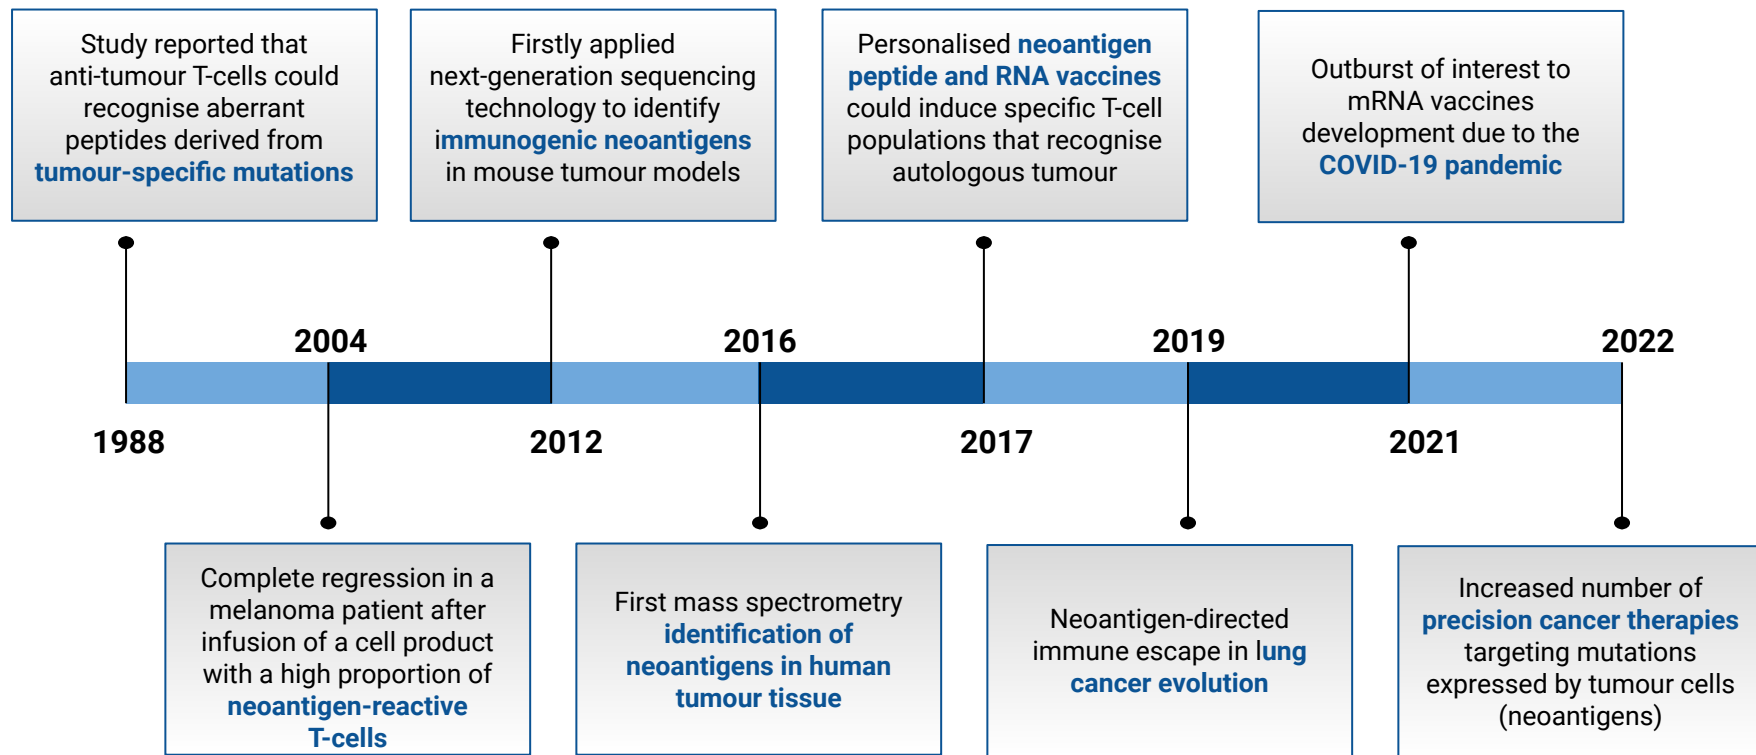 Study reported that
anti-tumour T-cells could
recognise aberrant
peptides derived from
tumour-specific mutations
Firstly applied
next-generation sequencing
technology to identify
immunogenic neoantigens
in mouse tumour models
Personalised neoantigen
peptide and RNA vaccines
could induce specific T-cell
populations that recognise
autologous tumour
Outburst of interest to
mRNA vaccines
development due to the
COVID-19 pandemic
2004
2016
2019
2022
1988
2012
2017
2021
Complete regression in a
melanoma patient after
infusion of a cell product
with a high proportion of
neoantigen-reactive
T-cells
First mass spectrometry
identification of
neoantigens in human
tumour tissue
Neoantigen-directed
immune escape in lung
cancer evolution
Increased number of
precision cancer therapies
targeting mutations
expressed by tumour cells
(neoantigens)